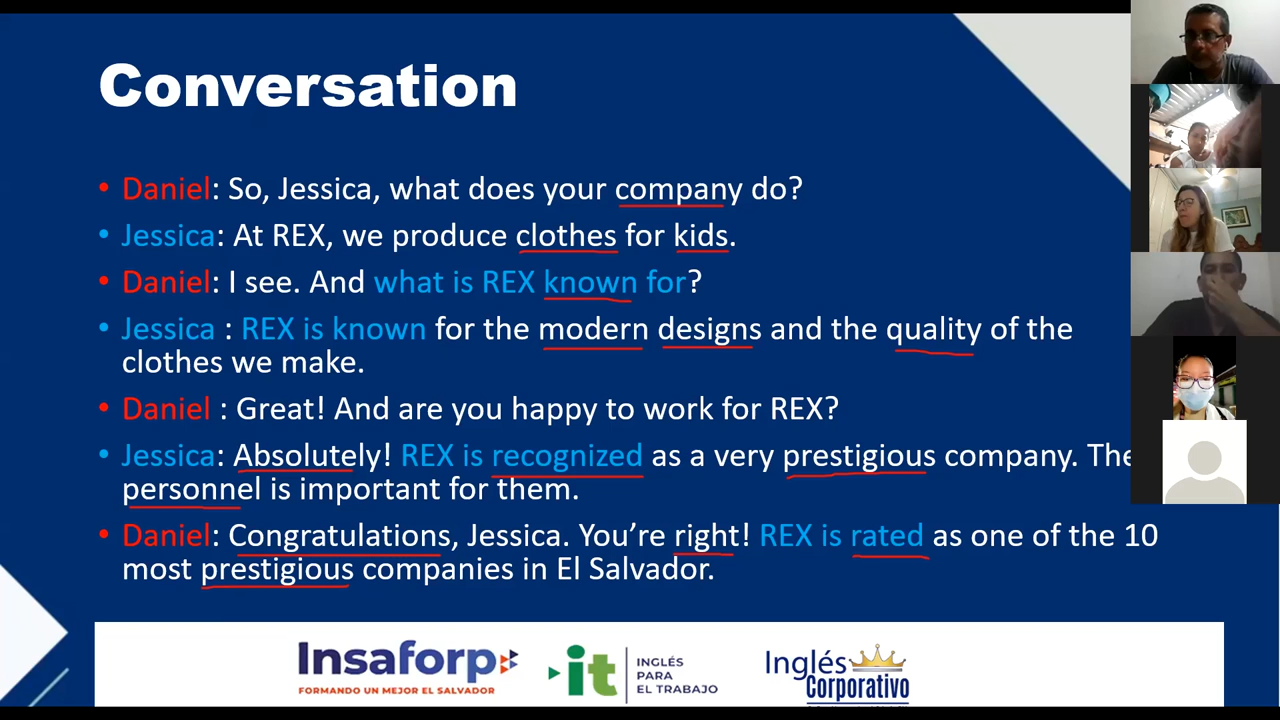 Conversation
• Daniel: So, Jessica, what does your company do?
• Jessica: At REX, we produce clothes for kids.
• Daniel: I see. And what is REX known for?
• Jessica : REX is known for the modern designs and the quality of the
clothes we make.
• Daniel : Great! And are you happy to work for REX?
• Jessica: Absolutely! REX is recognized as a very prestigious company. The
personnel is important for them.
• Daniel: Congratulations, Jessica. You’re right! REX is rated as one of the 10
most prestigious companies in El Salvador.
Insaforp
FORMANDO UN MEJOR EL SALVADOR
it
INGLÉS
PARA
EL TRABAJO
Inglés
Corporativo